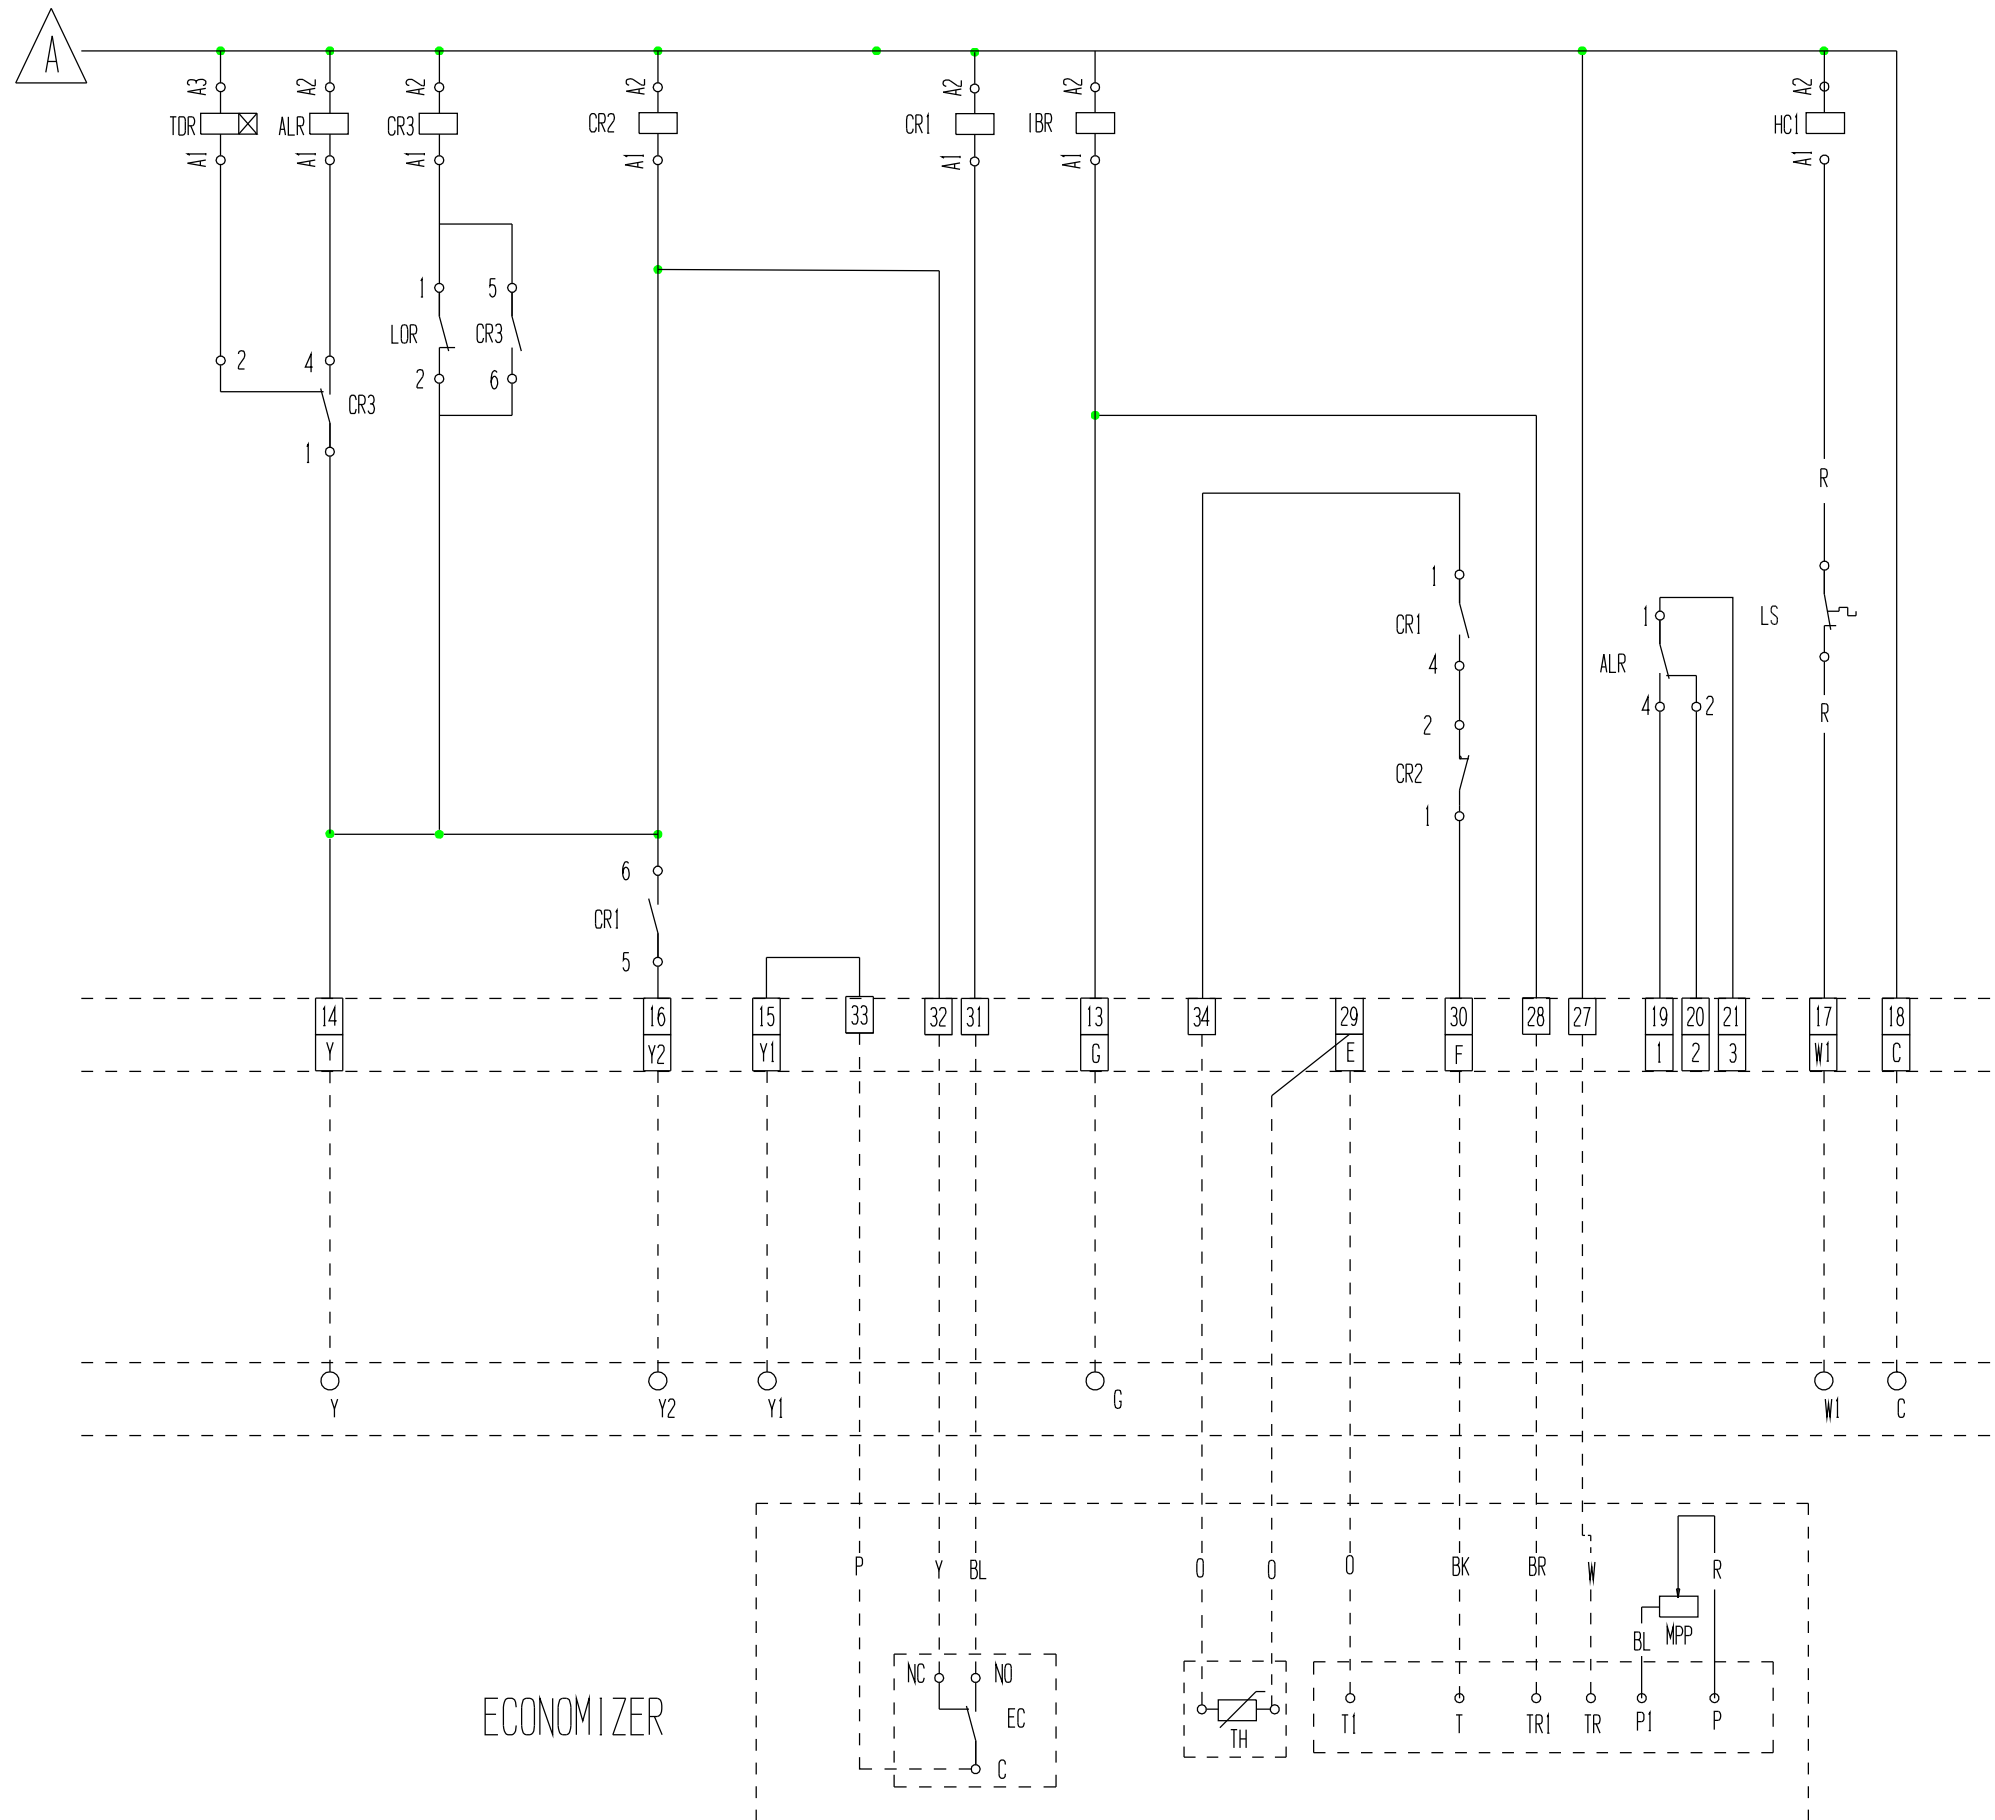 A
A3 A2 A2 A2 A2 A2 A2
TDR ALR CR3 CR2 CR1 IBR HC1
A1 A1 A1 A1 A1 A1 A1
1 5
LOR CR3
2 4 2 6
CR3
1
R
1
CR1 1 LS
4 ALR
4 2 R
2
CR2
1
6
CR1
5
14 16 15 33 32 31 13 34 29 30 28 27 19 20 21 17 18
Y Y2 Y1 G E F 1 2 3 W1 C
Y Y2 Y1 G W1 C
P Y BL O O O BK BR W R
BL MPP
NC NO
ECONOMIZER EC T1 T TR1 TR P1 P
TH
C